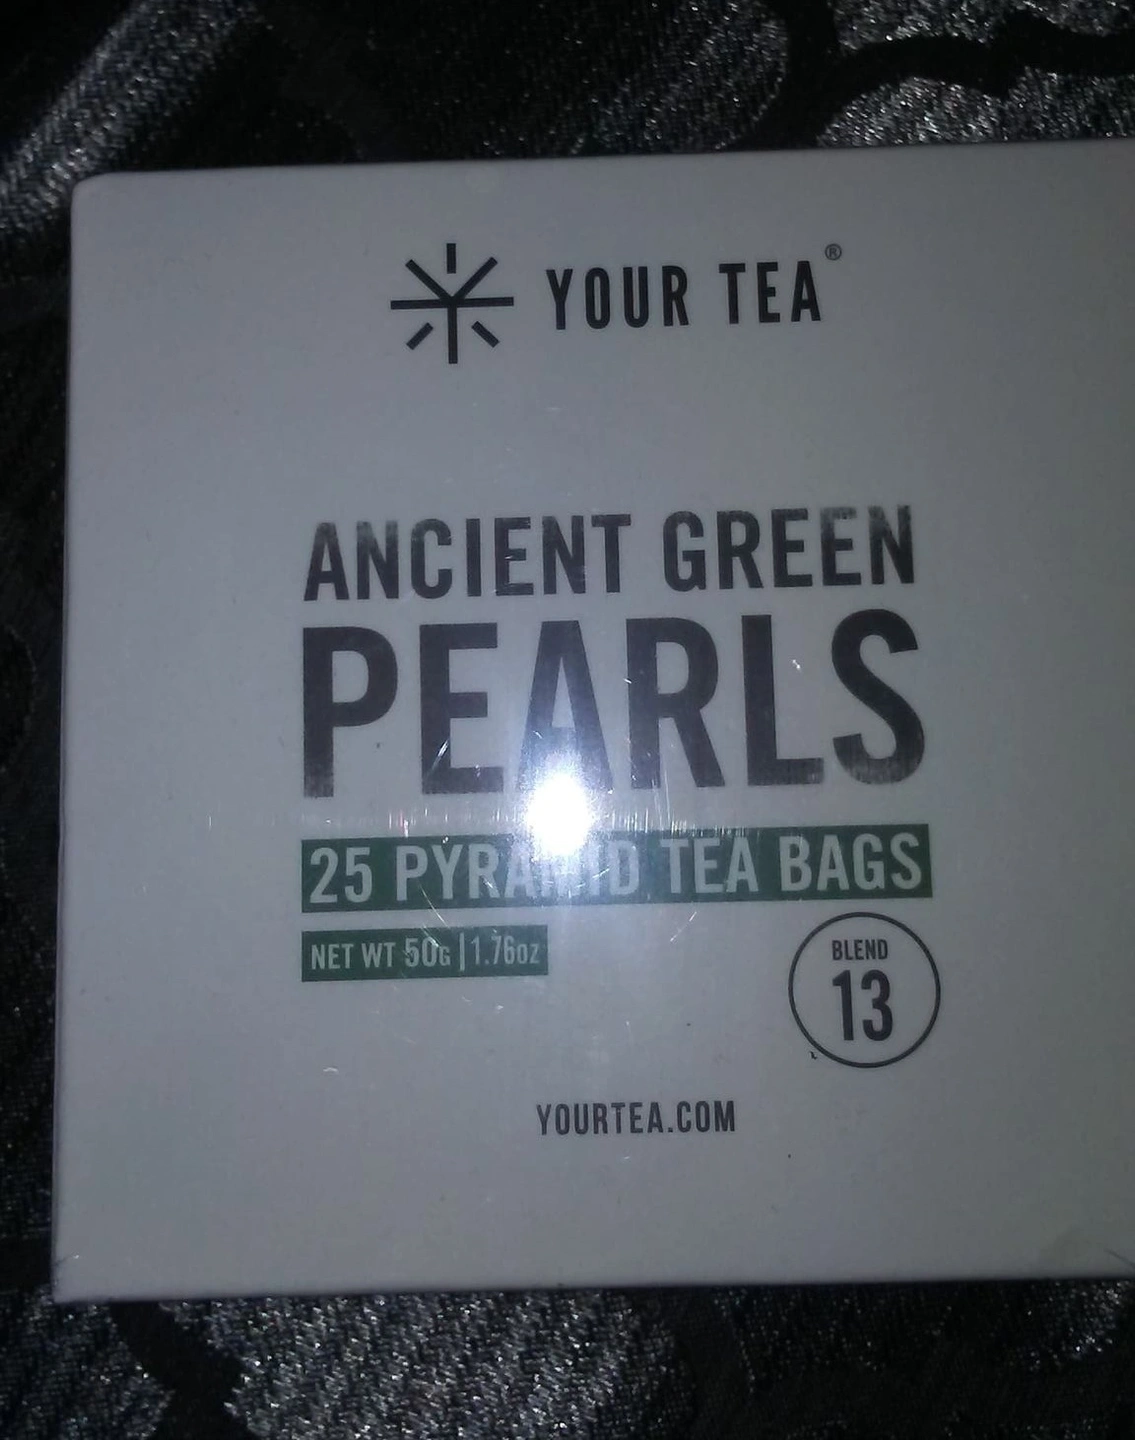 YOUR TEA®
ANCIENT GREEN
PEARLS
25 PYRAMID TEA BAGS
NET WT 50G | 1.76oz
BLEND
13
YOURTEA.COM